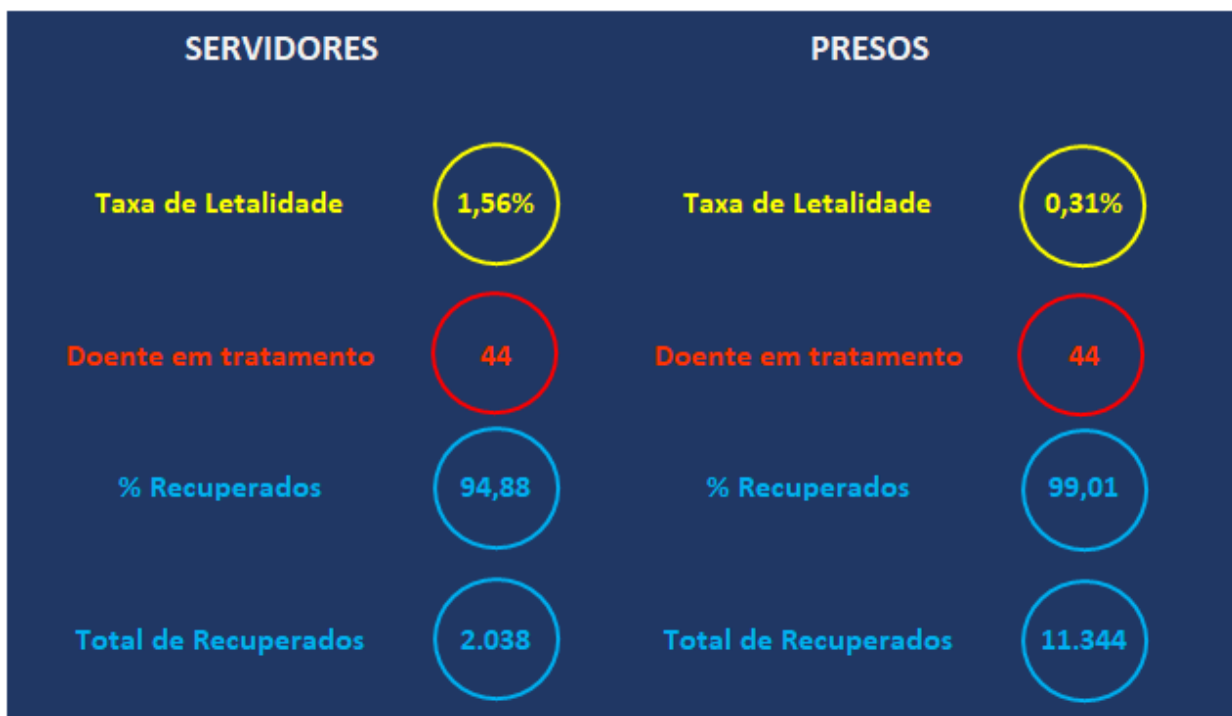 SERVIDORES
Taxa de Letalidade 1,56%
Doente em tratamento 44
% Recuperados 94,88
Total de Recuperados 2.038
PRESOS
Taxa de Letalidade 0,31%
Doente em tratamento 44
% Recuperados 99,01
Total de Recuperados 11.344